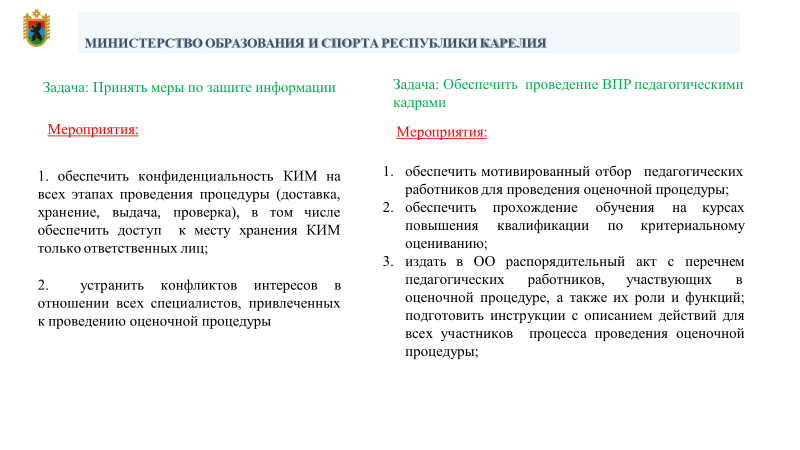 МИНИСТЕРСТВО ОБРАЗОВАНИЯ И СПОРТА РЕСПУБЛИКИ КАРЕЛИЯ
Задача: Принять меры по защите информации
Мероприятия:
1. обеспечить конфиденциальность КИМ на
всех этапах проведения процедуры (доставка,
хранение, выдача, проверка), в том числе
обеспечить доступ к месту хранения КИМ
только ответственных лиц;
2. устранить конфликтов интересов в
отношении всех специалистов, привлеченных
к проведению оценочной процедуры
Задача: Обеспечить проведение ВПР педагогическими
кадрами
Мероприятия:
1. обеспечить мотивированный отбор педагогических
работников для проведения оценочной процедуры;
2. обеспечить прохождение обучения на курсах
повышения квалификации по критериальному
оцениванию;
3. издать в ОО распорядительный акт с перечнем
педагогических работников, участвующих в
оценочной процедуре, а также их роли и функций;
подготовить инструкции с описанием действий для
всех участников процесса проведения оценочной
процедуры;